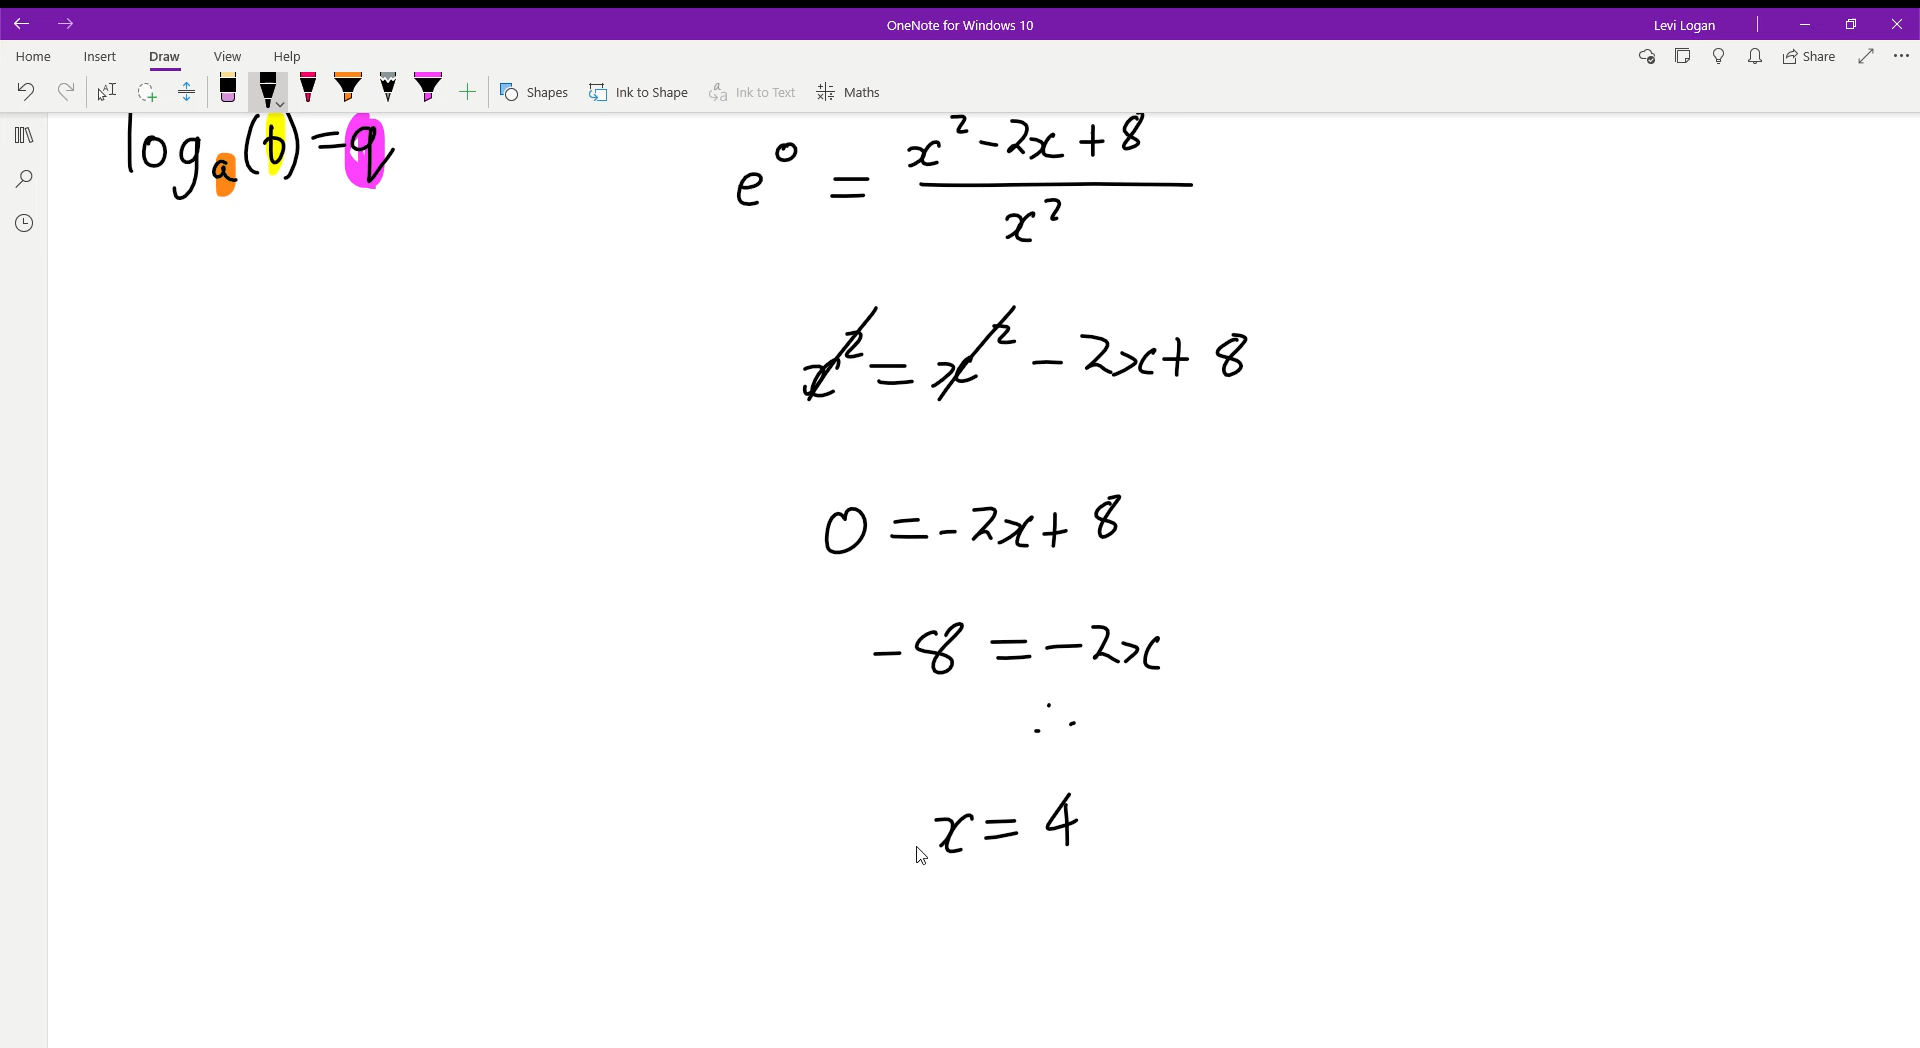 OneNote for Windows 10
Levi Logan
Home Insert Draw View Help
Share
Shapes Ink to Shape Ink to Text Maths
logₐ(b) = q
e⁰ = (x² - 2x + 8) / x²
x² = x² - 2x + 8
0 = -2x + 8
-8 = -2x
∴
x = 4